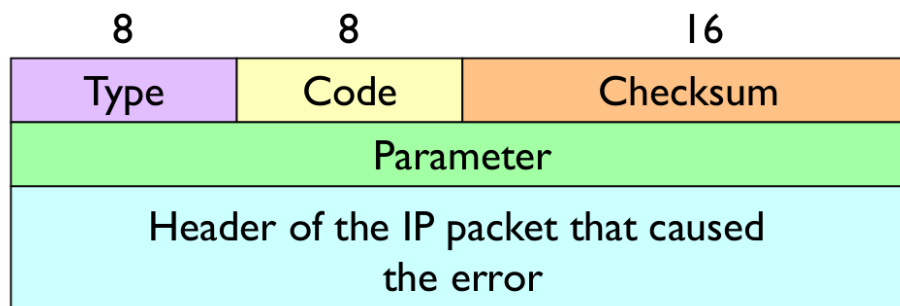 8 8 16
Type Code Checksum
Parameter
Header of the IP packet that caused
the error